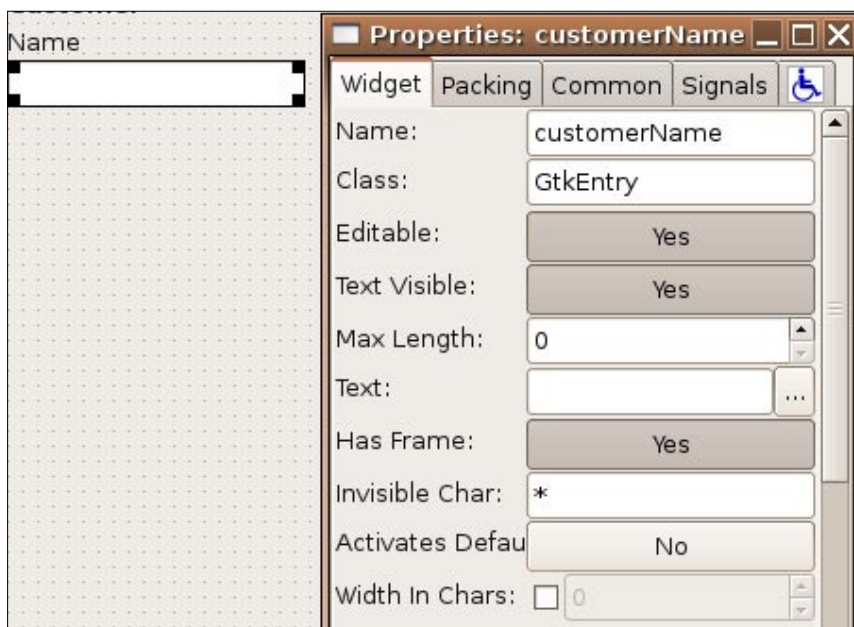 Name
Properties: customerName
Widget Packing Common Signals
Name: customerName
Class: GtkEntry
Editable: Yes
Text Visible: Yes
Max Length: 0
Text: ...
Has Frame: Yes
Invisible Char: *
Activates Defau No
Width In Chars: 0